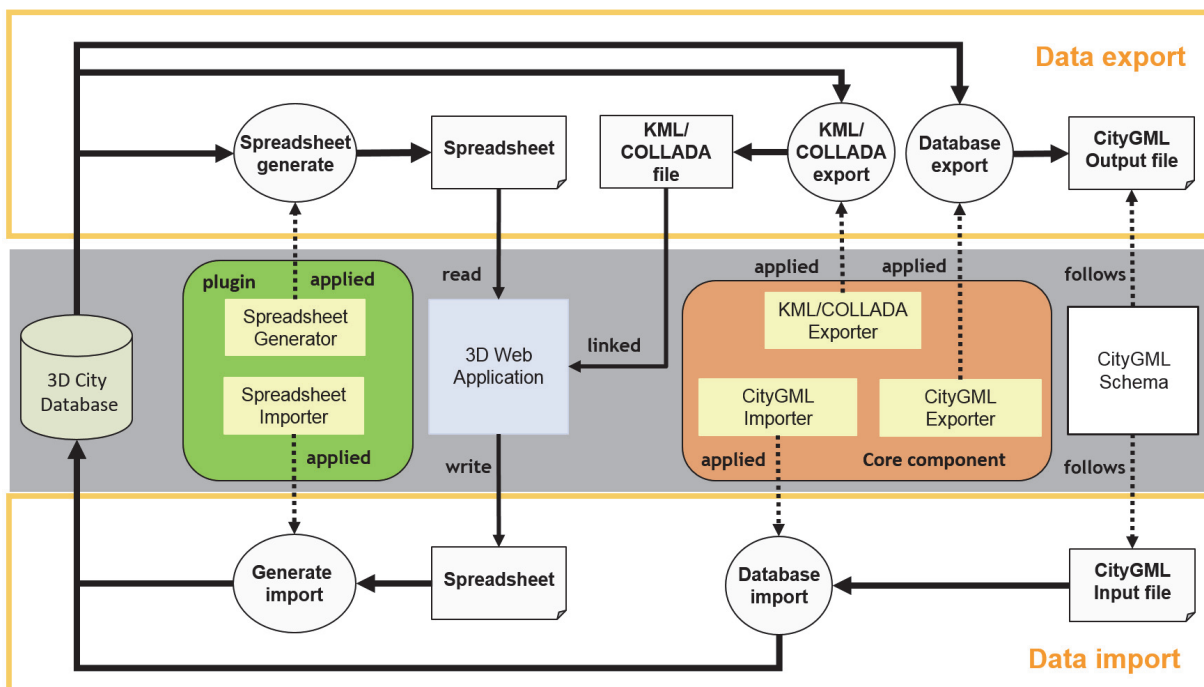 Data export
Spreadsheet
generate
Spreadsheet
KML/
COLLADA
file
KML/
COLLADA
export
Database
export
CityGML
Output file
plugin
applied
read
applied
applied
follows
Spreadsheet
Generator
KML/COLLADA
Exporter
3D City
Database
3D Web
Application
linked
CityGML
Schema
Spreadsheet
Importer
CityGML
Importer
CityGML
Exporter
applied
write
applied
Core component
follows
Generate
import
Spreadsheet
Database
import
CityGML
Input file
Data import